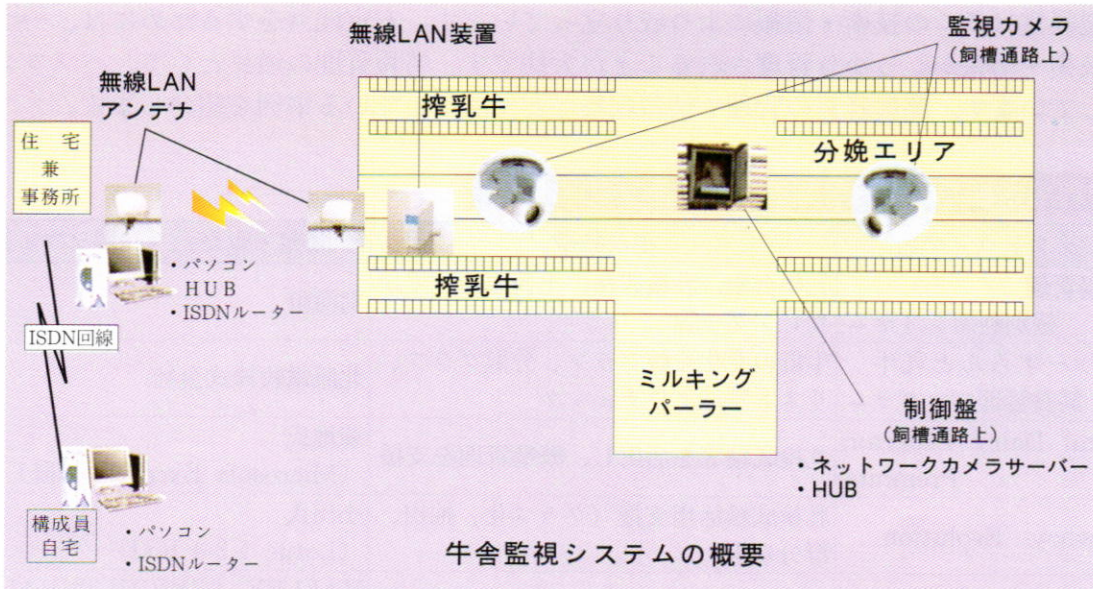 無線LAN装置
監視カメラ
（飼槽通路上）
無線LAN
アンテナ
搾乳牛
分娩エリア
住　宅
兼
事務所
搾乳牛
・パソコン
HUB
・ISDNルーター
ISDN回線
ミルキング
パーラー
制御盤
（飼槽通路上）
・ネットワークカメラサーバー
・HUB
構成員
自宅
・パソコン
・ISDNルーター
牛舎監視システムの概要